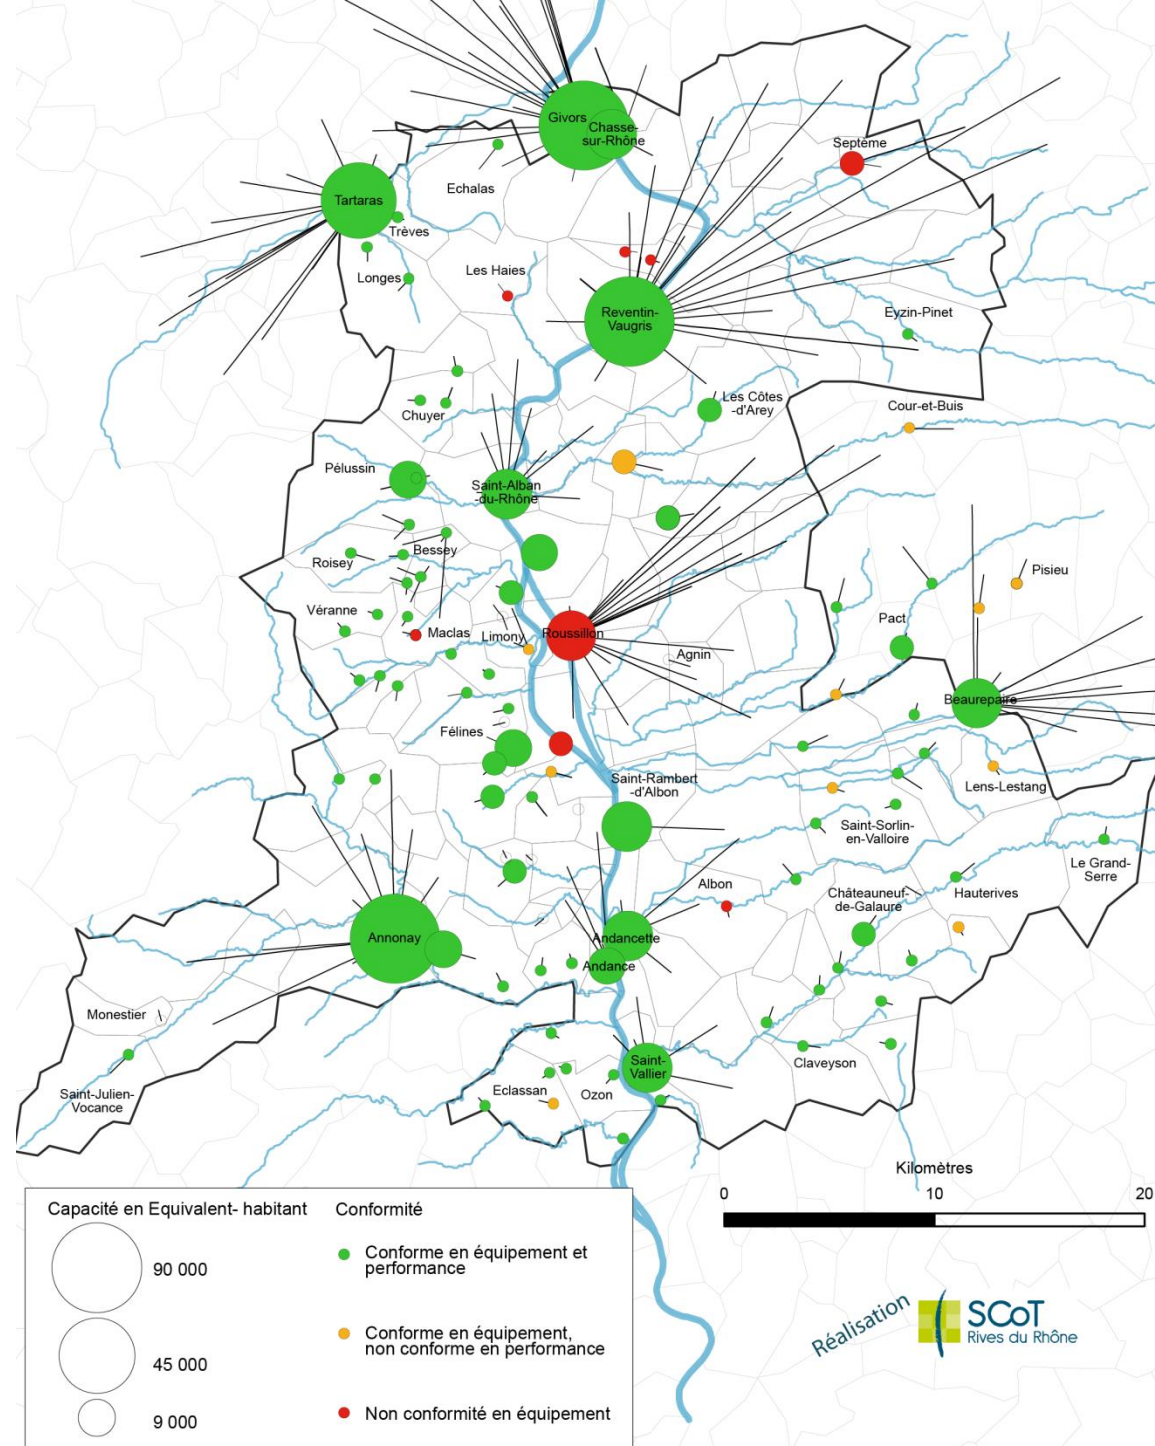 Givors
Chasse-
sur-Rhône
Septème
Echalas
Tartaras
Trèves
Les Haies
Longes
Reventin-
Vaugris
Eyzin-Pinet
Les Côtes
-d'Arey
Cour-et-Buis
Chuyer
Pélussin
Saint-Alban
-du-Rhône
Bessey
Roisey
Pisieu
Véranne
Pact
Maclas
Limony
Roussillon
Agnin
Beaurepaire
Félines
Saint-Rambert
-d'Albon
Lens-Lestang
Saint-Sorlin-
en-Valloire
Le Grand-
Serre
Albon
Châteauneuf-
de-Galaure
Hauterives
Annonay
Andancette
Andance
Monestier
Saint-
Vallier
Claveyson
Eclassan
Ozon
Saint-Julien-
Vocance
Kilomètres
0 10 20
Capacité en Equivalent- habitant
90 000
45 000
9 000
Conformité
Conforme en équipement et
performance
Conforme en équipement,
non conforme en performance
Non conformité en équipement
Réalisation
SCoT
Rives du Rhône